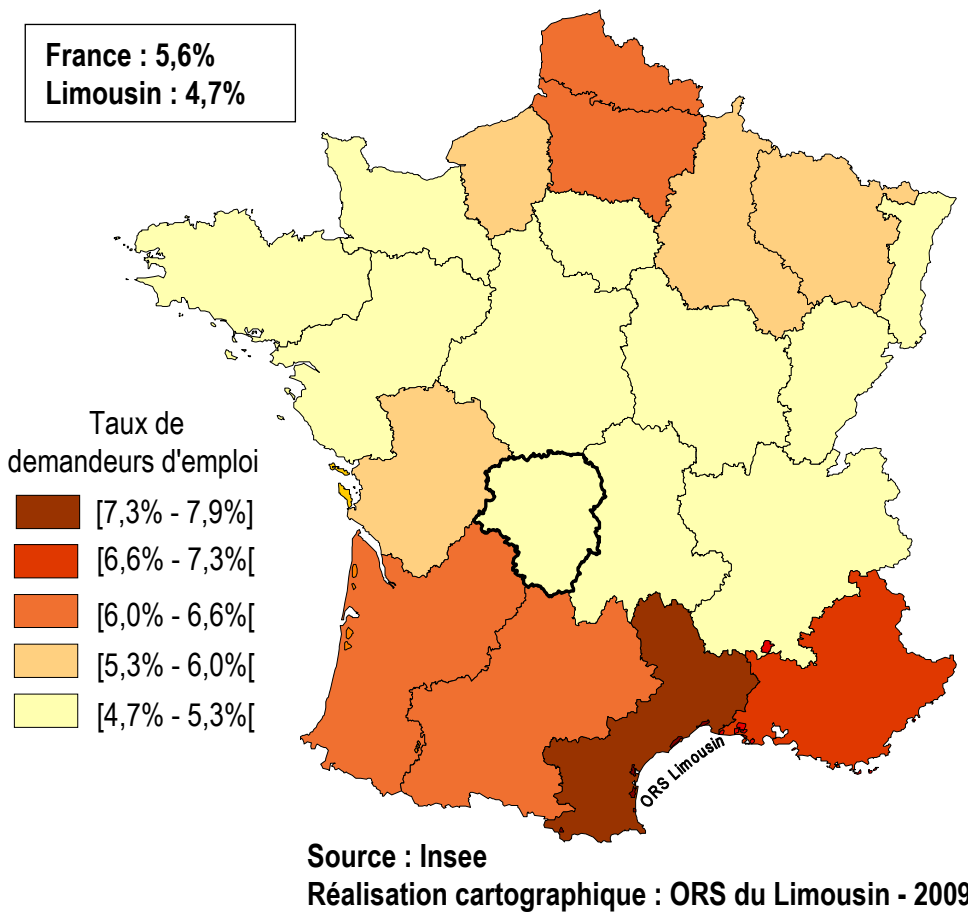 France : 5,6%
Limousin : 4,7%
Taux de
demandeurs d'emploi
[7,3% - 7,9%]
[6,6% - 7,3%[
[6,0% - 6,6%[
[5,3% - 6,0%[
[4,7% - 5,3%[
ORS Limousin
Source : Insee
Réalisation cartographique : ORS du Limousin - 2009